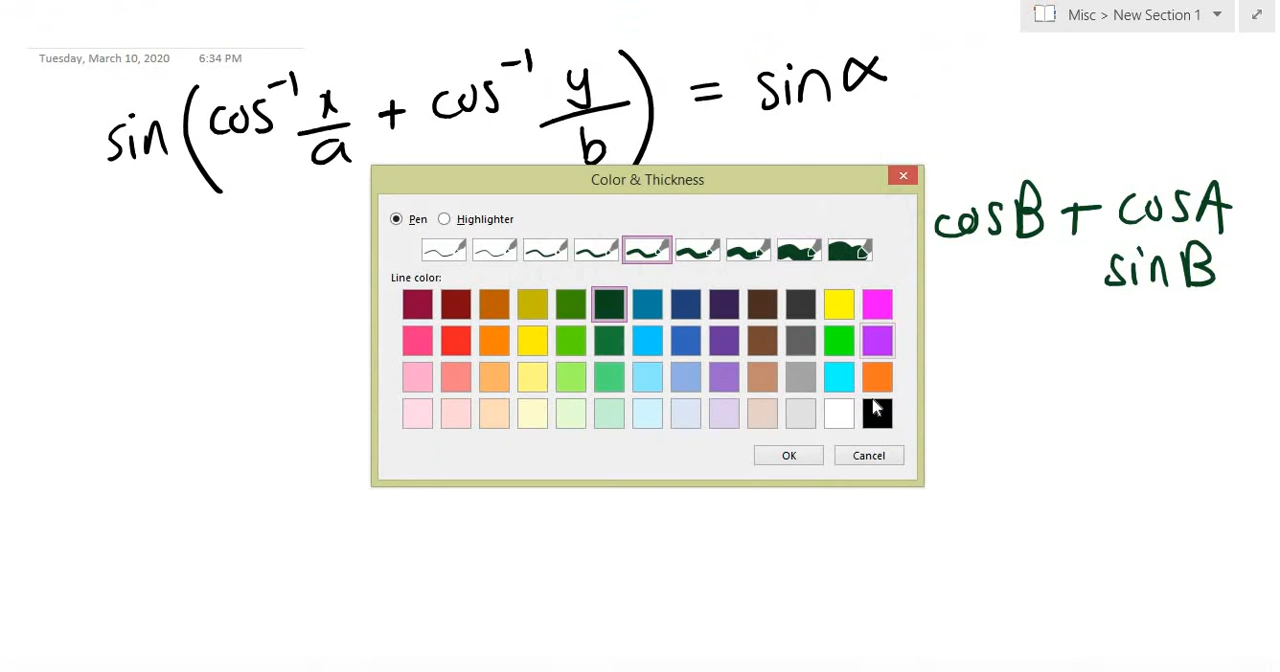 Misc > New Section 1
Tuesday, March 10, 2020 6:34 PM
sin(cos⁻¹ x/a + cos⁻¹ y/b) = sin α
Color & Thickness
cosB + cosA
sinB
Pen Highlighter
Line color:
OK Cancel